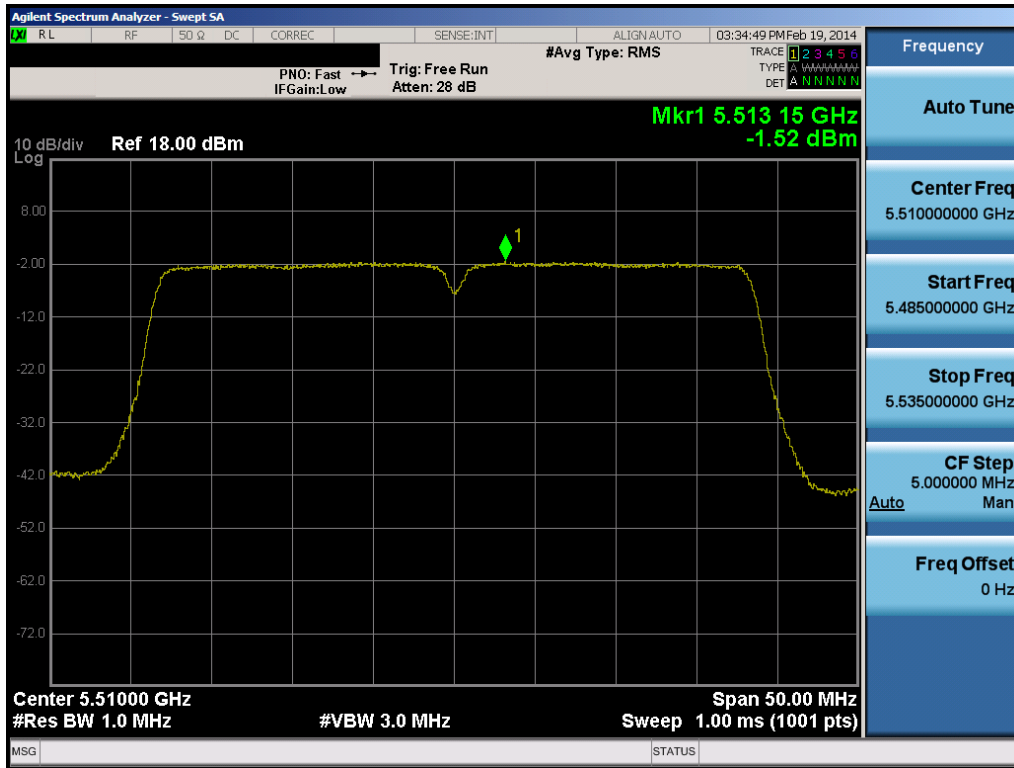 Agilent Spectrum Analyzer - Swept SA
LXI RL RF 50 Ω DC CORREC SENSE:INT ALIGN AUTO 03:34:49 PM Feb 19, 2014
#Avg Type: RMS TRACE 1 2 3 4 5 6
PNO: Fast Trig: Free Run TYPE A WWWWW
IFGain:Low Atten: 28 dB DET A N N N N N
Mkr1 5.513 15 GHz
-1.52 dBm
10 dB/div Ref 18.00 dBm
Log
8.00
1
-2.00
-12.0
-22.0
-32.0
-42.0
-52.0
-62.0
-72.0
Center 5.51000 GHz Span 50.00 MHz
#Res BW 1.0 MHz #VBW 3.0 MHz Sweep 1.00 ms (1001 pts)
MSG STATUS
Frequency
Auto Tune
Center Freq
5.510000000 GHz
Start Freq
5.485000000 GHz
Stop Freq
5.535000000 GHz
CF Step
5.000000 MHz
Auto Man
Freq Offset
0 Hz